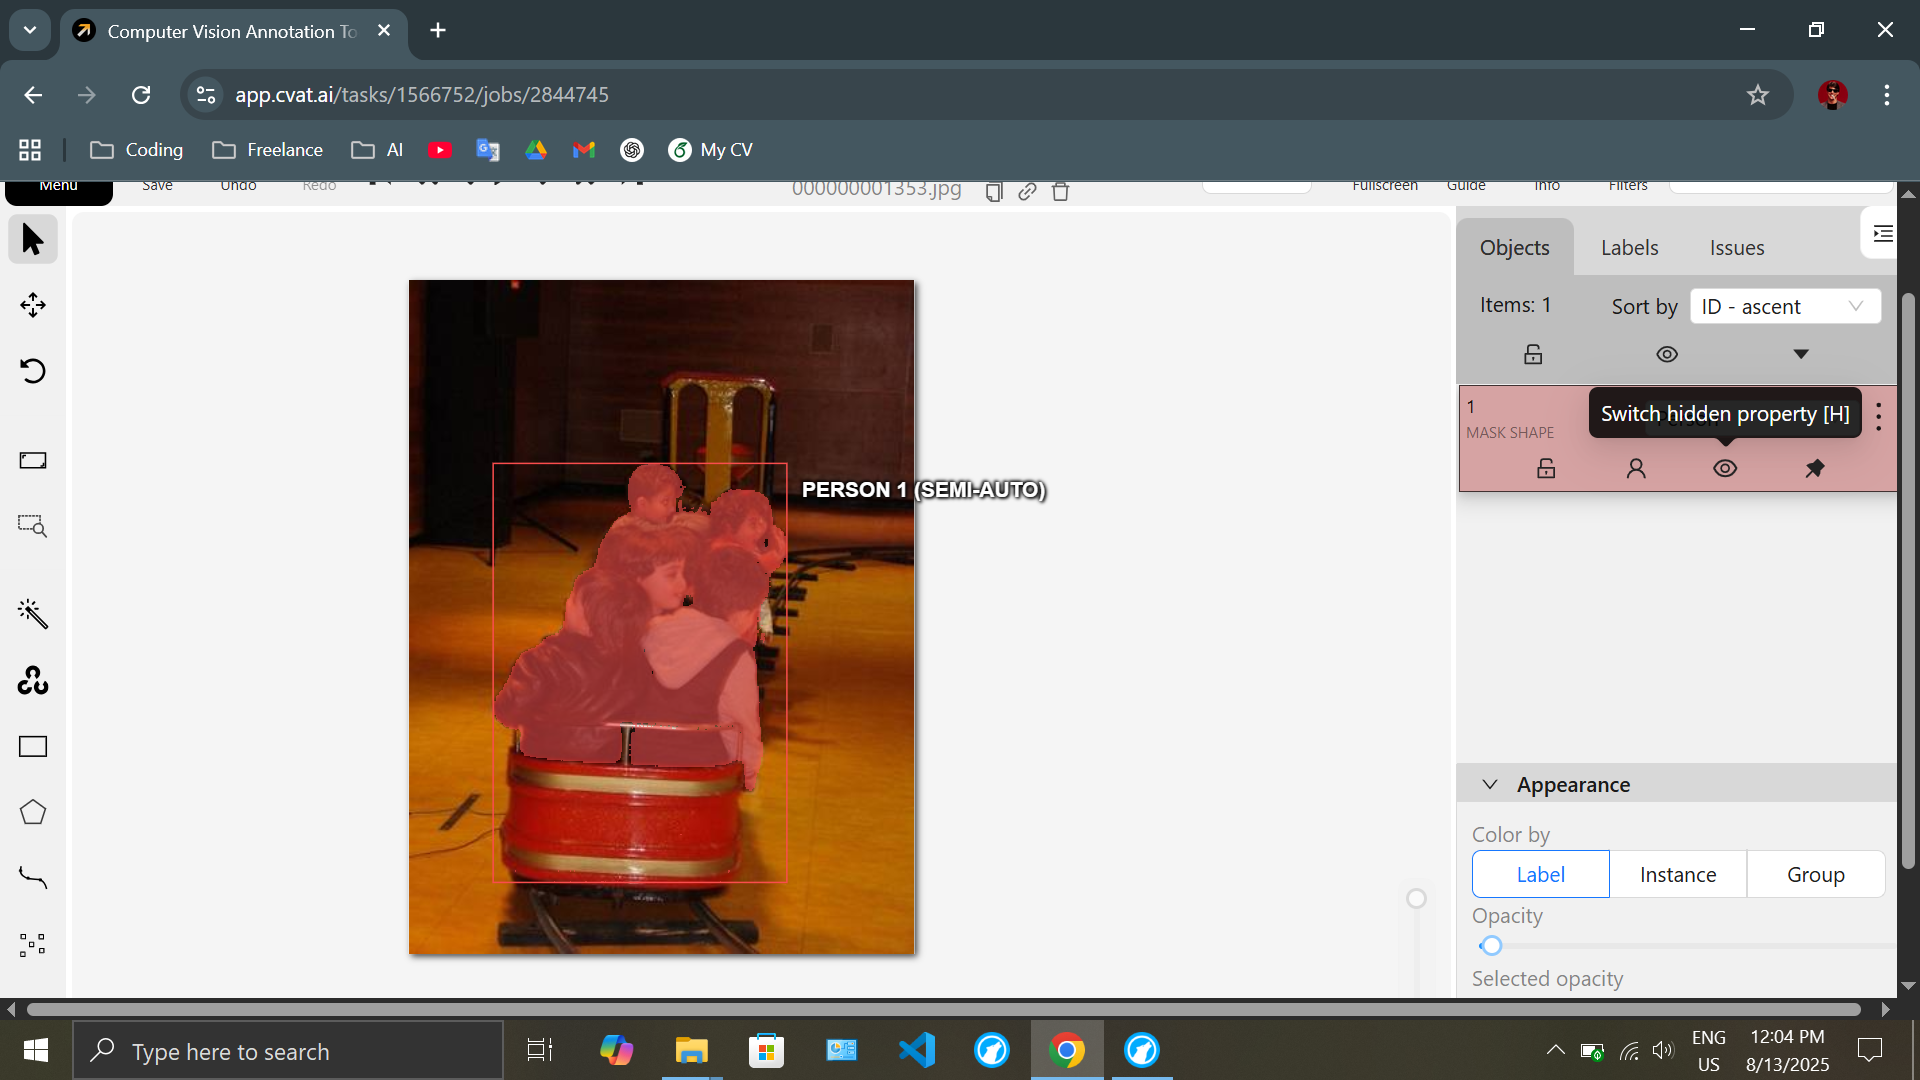 Computer Vision Annotation To
app.cvat.ai/tasks/1566752/jobs/2844745
Coding
Freelance
AI
My CV
Menu
Save
Undo
Redo
000000001353.jpg
Fullscreen
Guide
Info
Filters
Objects
Labels
Issues
Items: 1
Sort by
ID - ascent
1
MASK SHAPE
Switch hidden property [H]
PERSON 1 (SEMI-AUTO)
Appearance
Color by
Label
Instance
Group
Opacity
Selected opacity
Type here to search
ENG
US
12:04 PM
8/13/2025